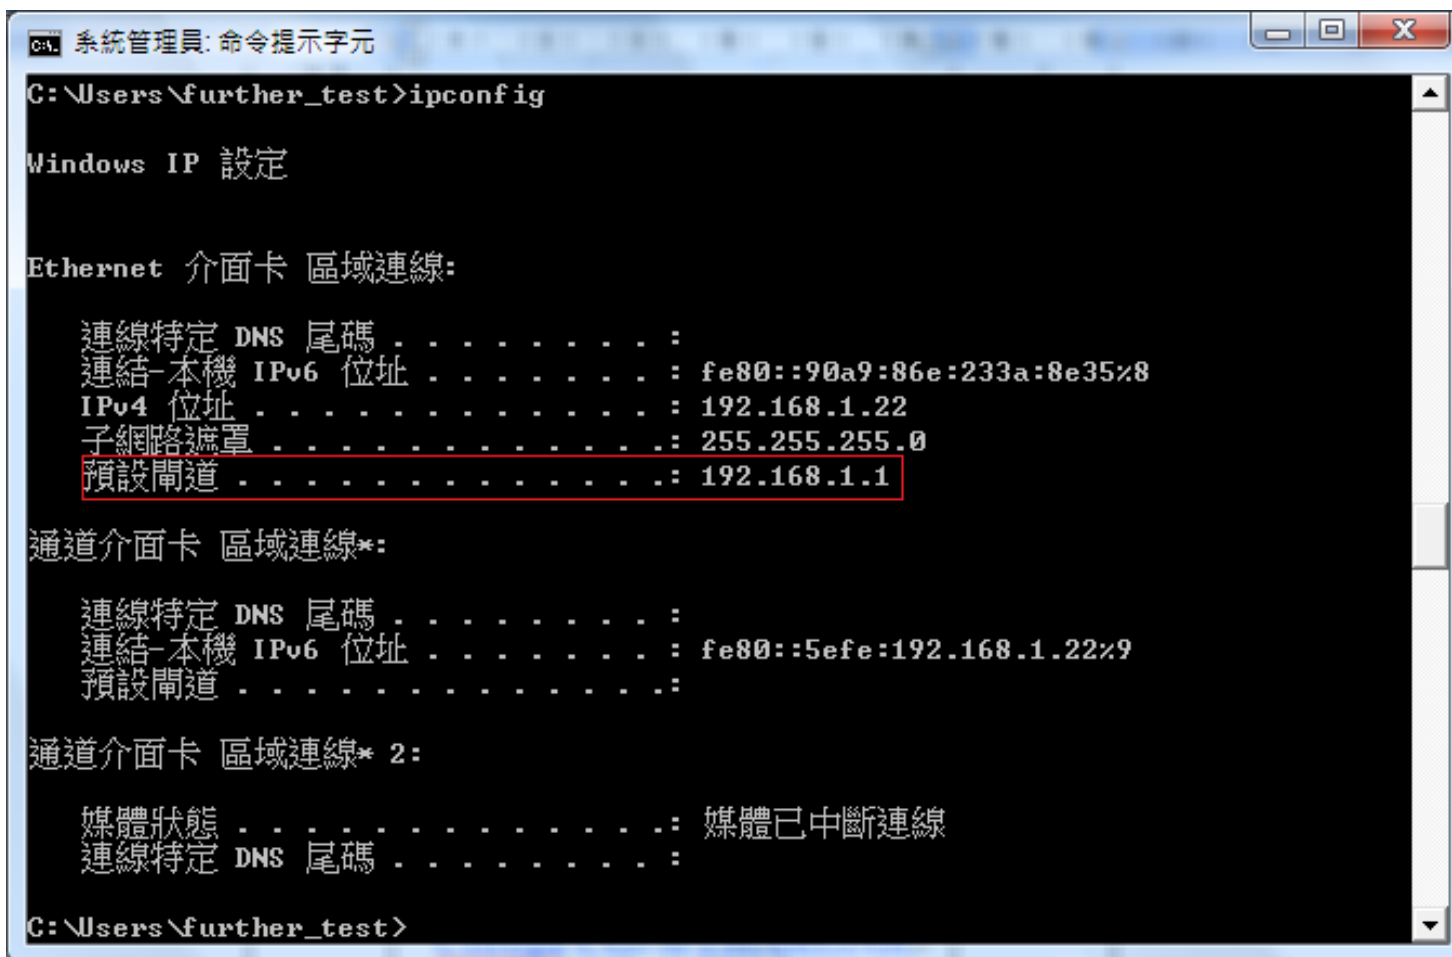 系統管理員: 命令提示字元
C:\Users\further_test>ipconfig
Windows IP 設定
Ethernet 介面卡 區域連線:
連線特定 DNS 尾碼 . . . . . . . . :
連結-本機 IPv6 位址 . . . . . . . : fe80::90a9:86e:233a:8e35%8
IPv4 位址 . . . . . . . . . . . . : 192.168.1.22
子網路遮罩 . . . . . . . . . . . .: 255.255.255.0
預設閘道 . . . . . . . . . . . . .: 192.168.1.1
通道介面卡 區域連線*:
連線特定 DNS 尾碼 . . . . . . . . :
連結-本機 IPv6 位址 . . . . . . . : fe80::5efe:192.168.1.22%9
預設閘道 . . . . . . . . . . . . .:
通道介面卡 區域連線* 2:
媒體狀態 . . . . . . . . . . . . .: 媒體已中斷連線
連線特定 DNS 尾碼 . . . . . . . . :
C:\Users\further_test>